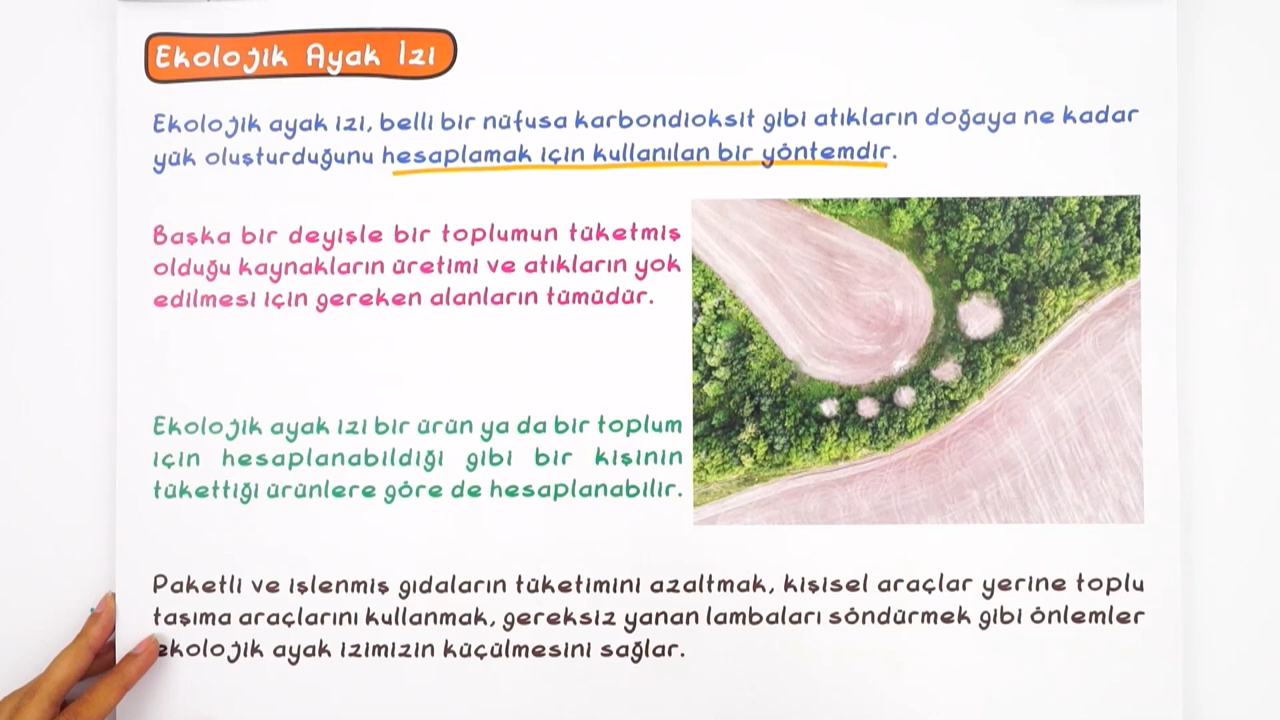 Ekolojik Ayak İzi
Ekolojik ayak izi, belli bir nüfusa karbondioksit gibi atıkların doğaya ne kadar
yük oluşturduğunu hesaplamak için kullanılan bir yöntemdir.
Başka bir deyişle bir toplumun tüketmiş
olduğu kaynakların üretimi ve atıkların yok
edilmesi için gereken alanların tümüdür.
Ekolojik ayak izi bir ürün ya da bir toplum
için hesaplanabildiği gibi bir kişinin
tükettiği ürünlere göre de hesaplanabilir.
Paketli ve işlenmiş gıdaların tüketimini azaltmak, kişisel araçlar yerine toplu
taşıma araçlarını kullanmak, gereksiz yanan lambaları söndürmek gibi önlemler
ekolojik ayak izimizin küçülmesini sağlar.